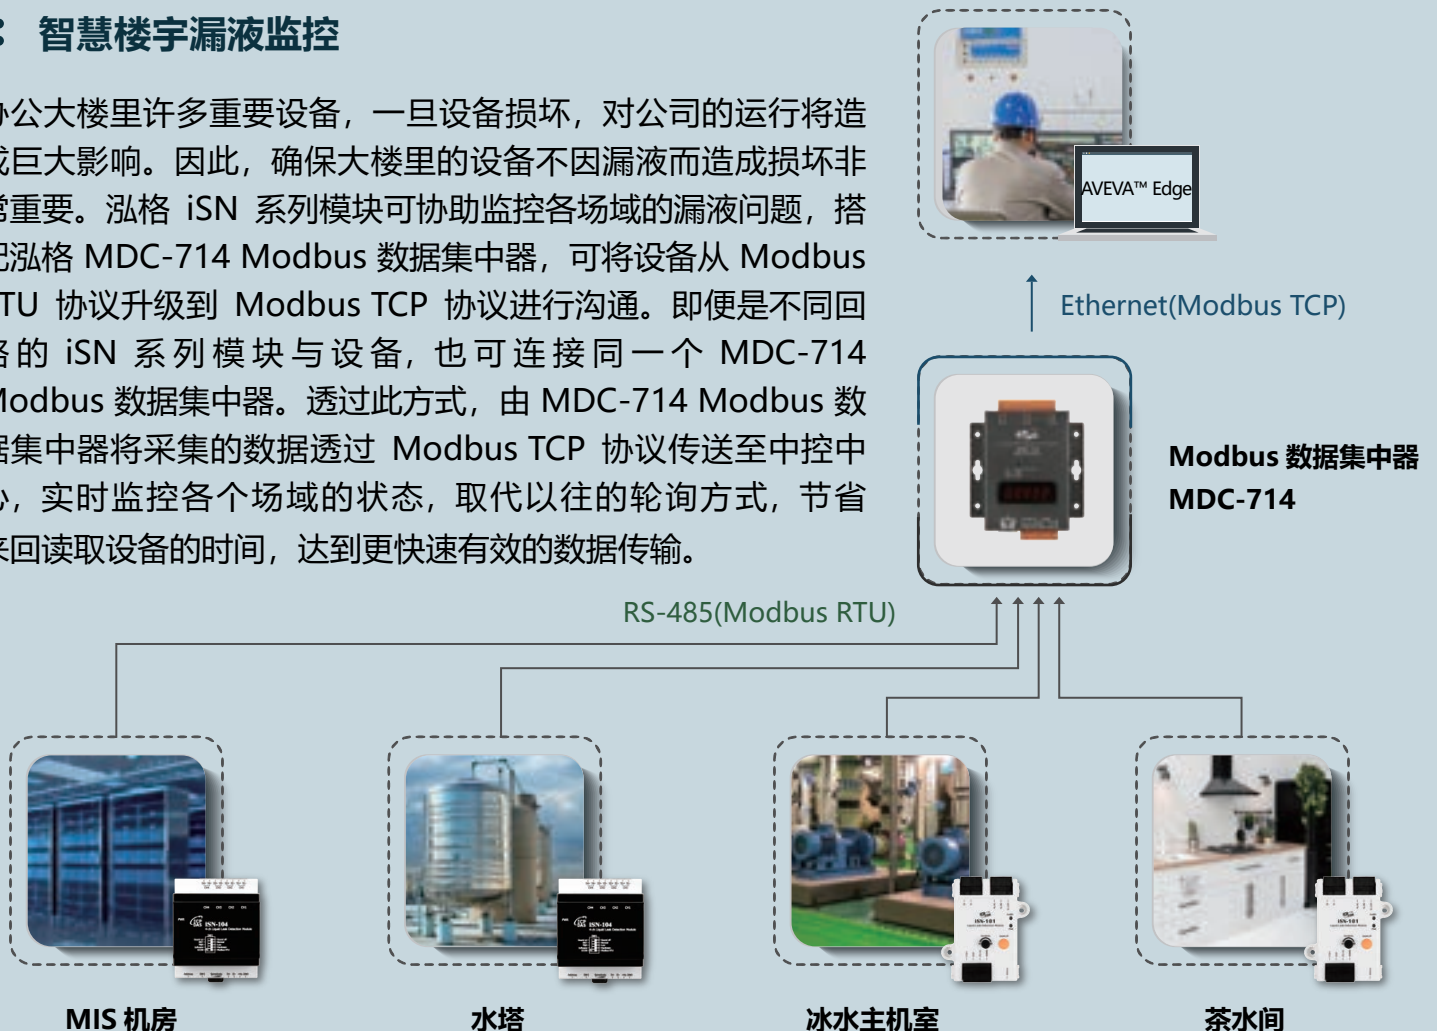 ： 智慧楼宇漏液监控
办公大楼里许多重要设备，一旦设备损坏，对公司的运行将造
成巨大影响。因此，确保大楼里的设备不因漏液而造成损坏非
常重要。泓格 iSN 系列模块可协助监控各场域的漏液问题，搭
配泓格 MDC-714 Modbus 数据集中器，可将设备从 Modbus
TU 协议升级到 Modbus TCP 协议进行沟通。即便是不同回
路的 iSN 系列模块与设备，也可连接同一个 MDC-714
Modbus 数据集中器。透过此方式，由 MDC-714 Modbus 数
据集中器将采集的数据透过 Modbus TCP 协议传送至中控中
心，实时监控各个场域的状态，取代以往的轮询方式，节省
来回读取设备的时间，达到更快速有效的数据传输。
AVEVA™ Edge
Ethernet(Modbus TCP)
Modbus 数据集中器
MDC-714
RS-485(Modbus RTU)
iSN-104
iSN-104
iSN-101
iSN-101
MIS 机房
水塔
冰水主机室
茶水间